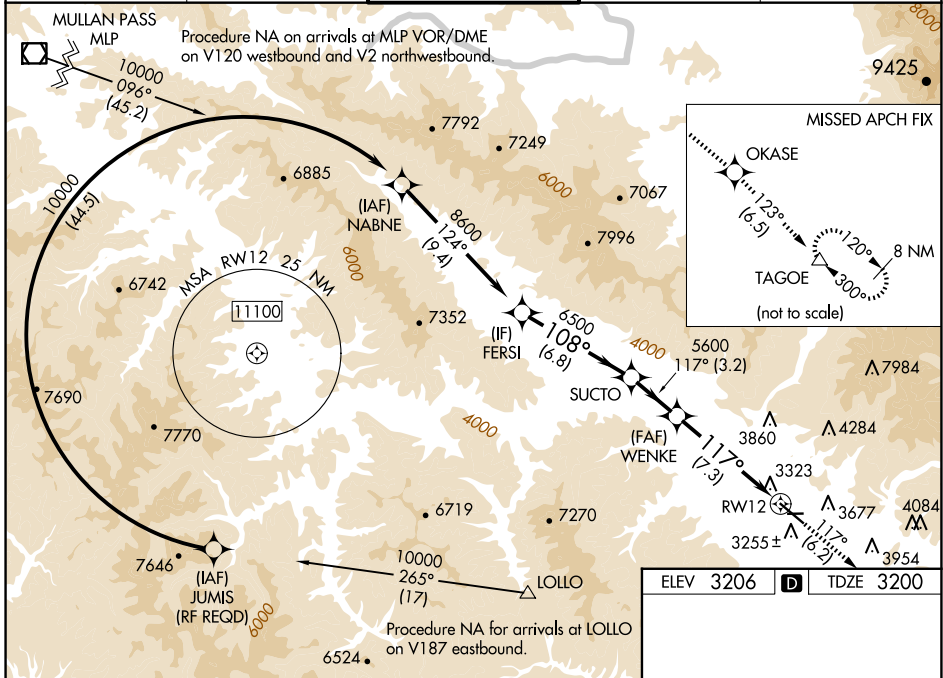 MULLAN PASS
MLP
Procedure NA on arrivals at MLP VOR/DME
on V120 westbound and V2 northwestbound.
8000
9425
10000
096°
(45.2)
7792
7249
6885
6000
7067
7996
MISSED APCH FIX
OKASE
123°
(6.5)
120°
8 NM
TAGOE
300°
(not to scale)
10000
(44.5)
(IAF)
NABNE
8600
124°
(9.4)
6000
6742
MSA RW12 25 NM
11100
7352
(IF)
FERSI
6500
108°
(6.8)
4000
5600
117° (3.2)
SUCTO
7984
7690
7770
4000
(FAF)
WENKE
117°
(7.3)
3860
4284
3323
RW12
3677
4084
3255±
117°
(6.2)
3954
6719
7270
7646
(IAF)
JUMIS
(RF REQD)
6000
10000
265°
(17)
LOLLO
Procedure NA for arrivals at LOLLO
on V187 eastbound.
6524
ELEV 3206 D TDZE 3200